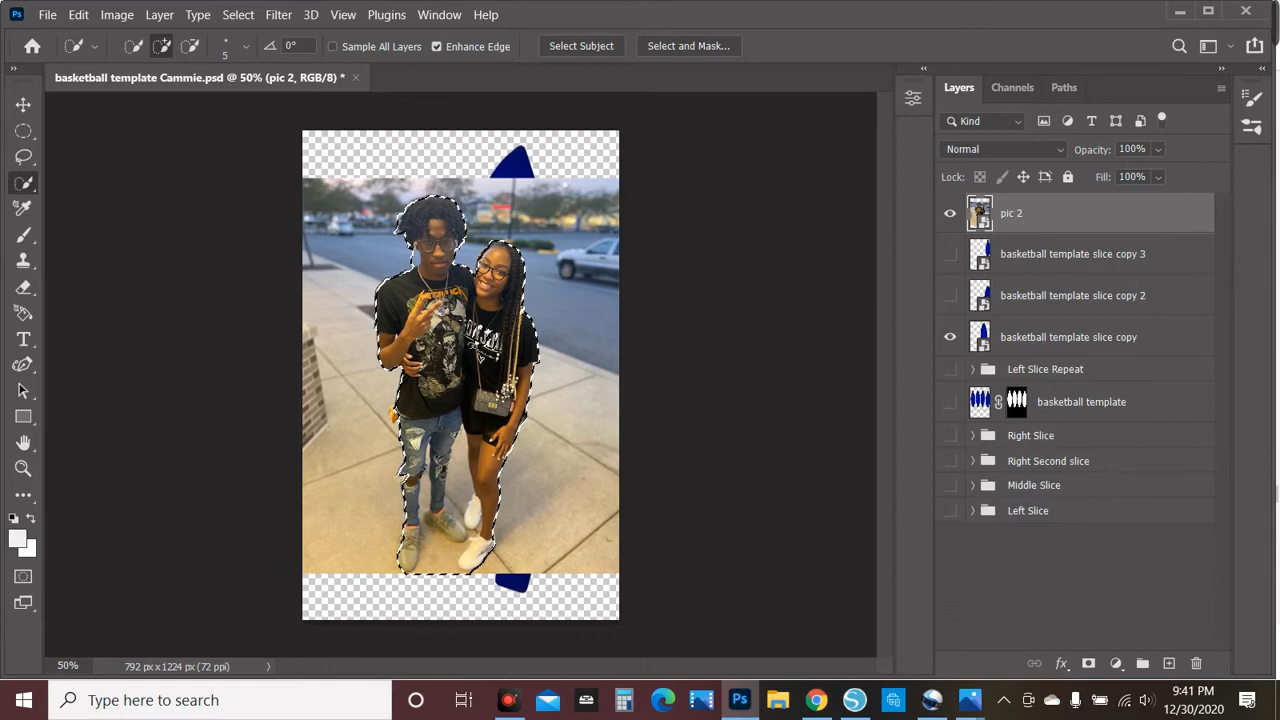 File Edit Image Layer Type Select Filter 3D View Plugins Window Help
5 0° Sample All Layers Enhance Edge Select Subject Select and Mask...
basketball template Cammie.psd @ 50% (pic 2, RGB/8) *
Layers Channels Paths
Kind
Normal Opacity: 100%
Lock: Fill: 100%
pic 2
basketball template slice copy 3
basketball template slice copy 2
basketball template slice copy
Left Slice Repeat
basketball template
Right Slice
Right Second slice
Middle Slice
Left Slice
METALLICA
50% 792 px x 1224 px (72 ppi)
Type here to search
Ps
9:41 PM
12/30/2020